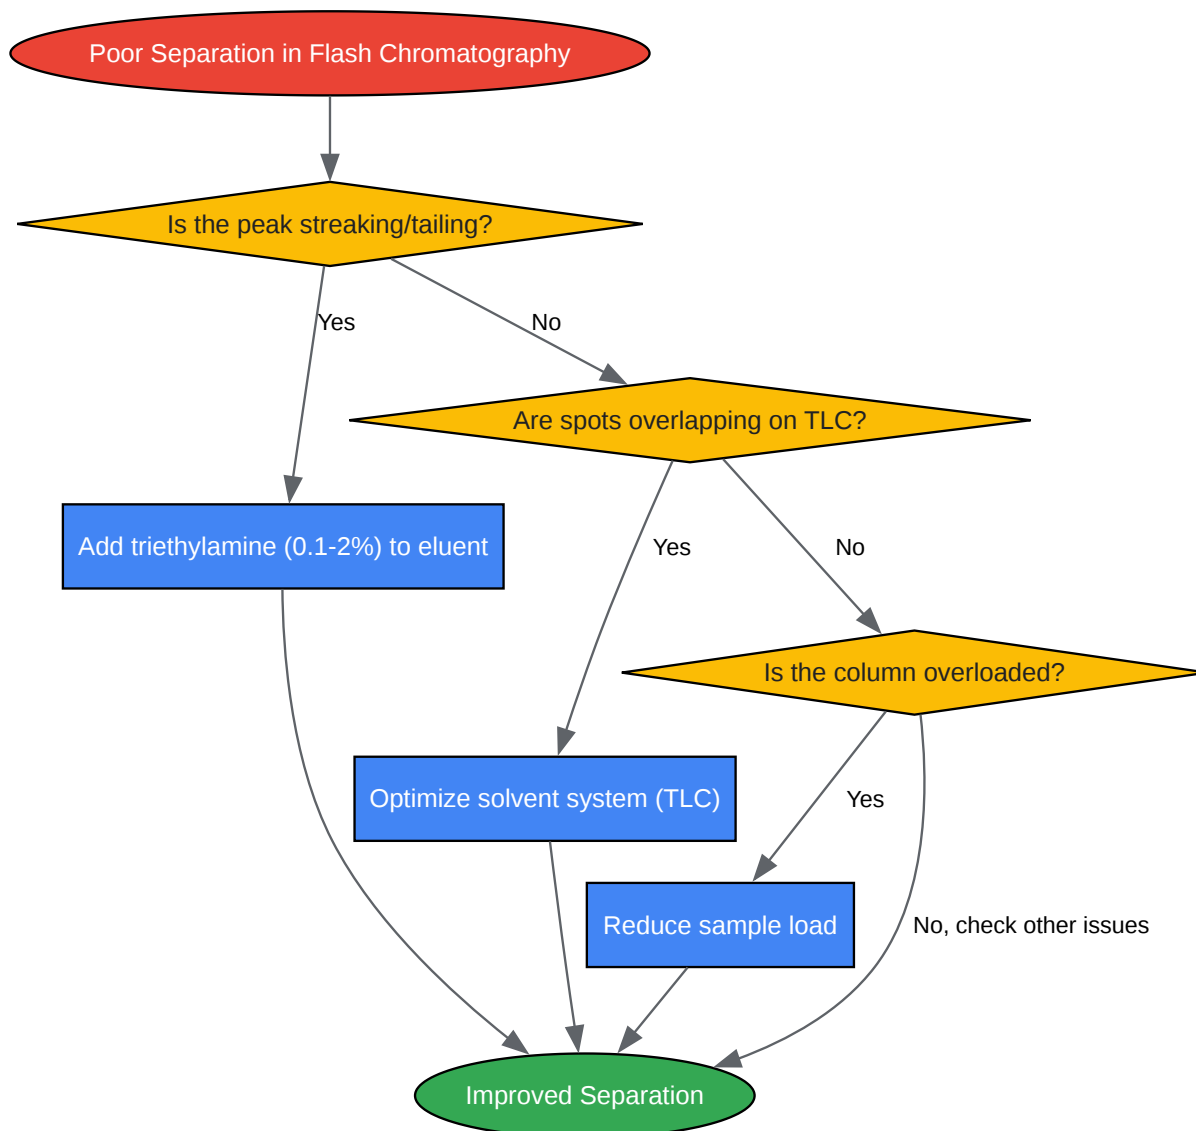 Poor Separation in Flash Chromatography
Is the peak streaking/tailing?
Yes
No
Are spots overlapping on TLC?
Add triethylamine (0.1-2%) to eluent
Yes
No
Is the column overloaded?
Optimize solvent system (TLC)
Yes
Reduce sample load
No, check other issues
Improved Separation